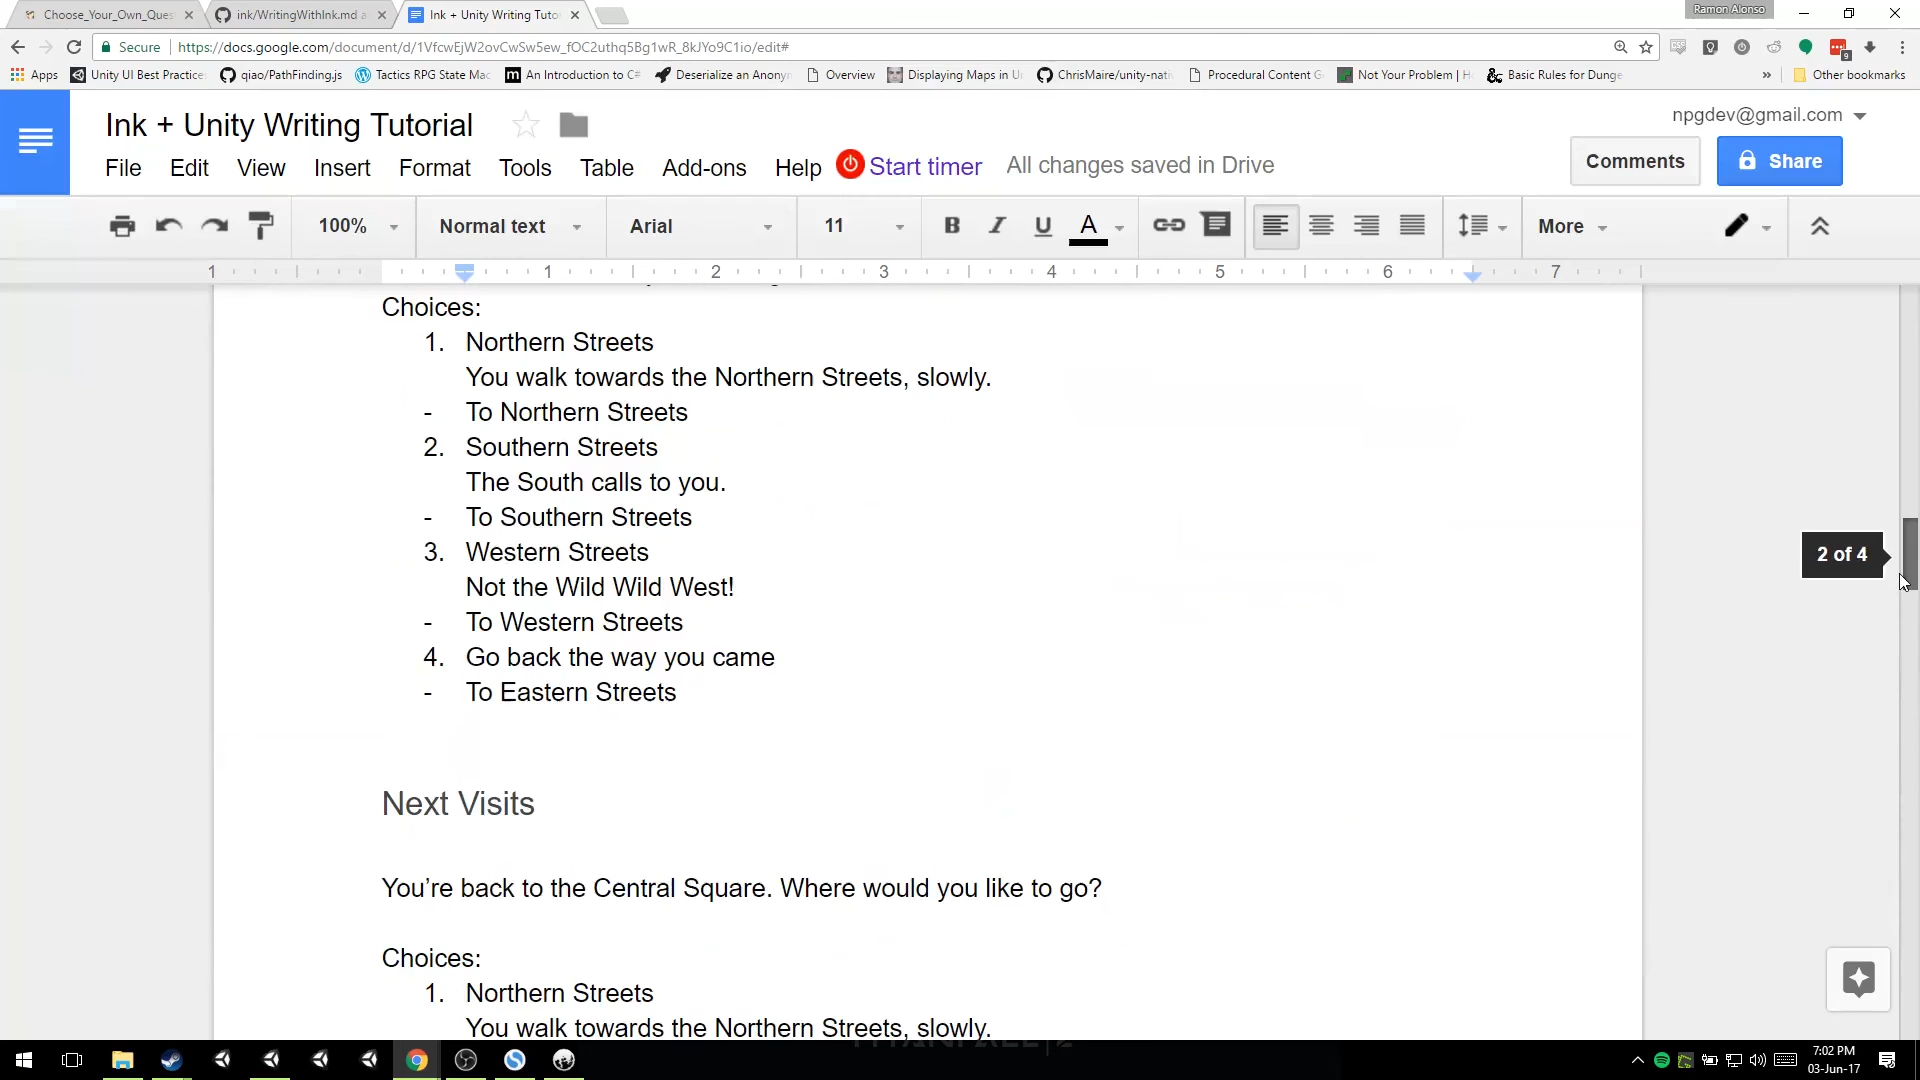 Choose_Your_Own_Ques
ink/WritingWithInk.md a
Ink + Unity Writing Tuto
Ramon Alonso
Secure
https://docs.google.com/document/d/1VfcwEjW2ovCwSw5ew_fOC2uthq5Bg1wR_8kJYo9C1io/edit#
Apps
Unity UI Best Practice
qiao/PathFinding.js
Tactics RPG State Mac
An Introduction to C#
Deserialize an Anonyn
Overview
Displaying Maps in U
ChrisMaire/unity-nati
Procedural Content G
Not Your Problem | H
Basic Rules for Dunge
»
Other bookmarks
Ink + Unity Writing Tutorial
npgdev@gmail.com
File Edit View Insert Format Tools Table Add-ons Help
Start timer
All changes saved in Drive
Comments
Share
100%
Normal text
Arial
11
B I U A
More
1 1 2 3 4 5 6 7
Choices:
1. Northern Streets
You walk towards the Northern Streets, slowly.
- To Northern Streets
2. Southern Streets
The South calls to you.
- To Southern Streets
3. Western Streets
Not the Wild Wild West!
- To Western Streets
4. Go back the way you came
- To Eastern Streets
2 of 4
Next Visits
You’re back to the Central Square. Where would you like to go?
Choices:
1. Northern Streets
You walk towards the Northern Streets, slowly.
7:02 PM
03-Jun-17